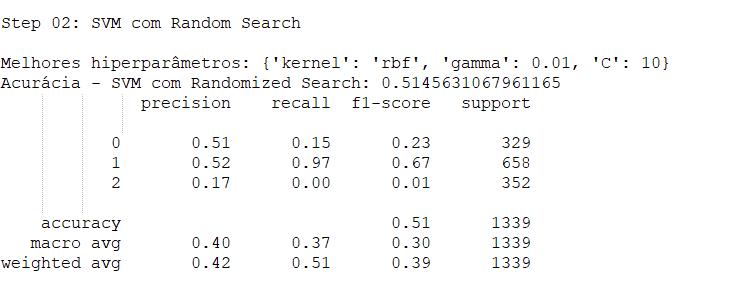 Step 02: SVM com Random Search
Melhores hiperparâmetros: {'kernel': 'rbf', 'gamma': 0.01, 'C': 10}
Acurácia - SVM com Randomized Search: 0.5145631067961165
precision recall f1-score support
0 0.51 0.15 0.23 329
1 0.52 0.97 0.67 658
2 0.17 0.00 0.01 352
accuracy 0.51 1339
macro avg 0.40 0.37 0.30 1339
weighted avg 0.42 0.51 0.39 1339